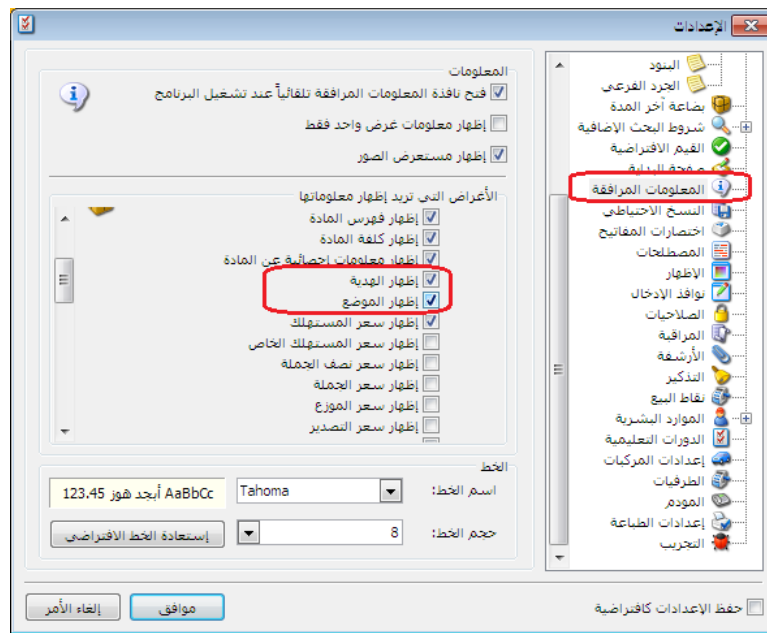 الإعدادات
البنود
الجرد الفرعي
بضاعة آخر المدة
شروط البحث الإضافية
القيم الافتراضية
صفحة البداية
المعلومات المرافقة
النسخ الاحتياطي
اختصارات المفاتيح
المصطلحات
الإظهار
نوافذ الإدخال
الصلاحيات
المراقبة
الأرشفة
التذكير
نقاط البيع
الموارد البشرية
الدورات التعليمية
إعدادات المركبات
الطرفيات
المودم
إعدادات الطباعة
التجريب
المعلومات
فتح نافذة المعلومات المرافقة تلقائياً عند تشغيل البرنامج
إظهار معلومات غرض واحد فقط
إظهار مستعرض الصور
الأغراض التي تريد إظهار معلوماتها
إظهار فهرس المادة
إظهار كلفة المادة
إظهار معلومات إحصائية عن المادة
إظهار الهدية
إظهار الموضع
إظهار سعر المستهلك
إظهار سعر المستهلك الخاص
إظهار سعر نصف الجملة
إظهار سعر الجملة
إظهار سعر الموزع
إظهار سعر التصدير
الخط
اسم الخط: Tahoma
AaBbCc أبجد هوز 123.45
حجم الخط: 8
إستعادة الخط الافتراضي
حفظ الإعدادات كافتراضية
موافق
إلغاء الأمر